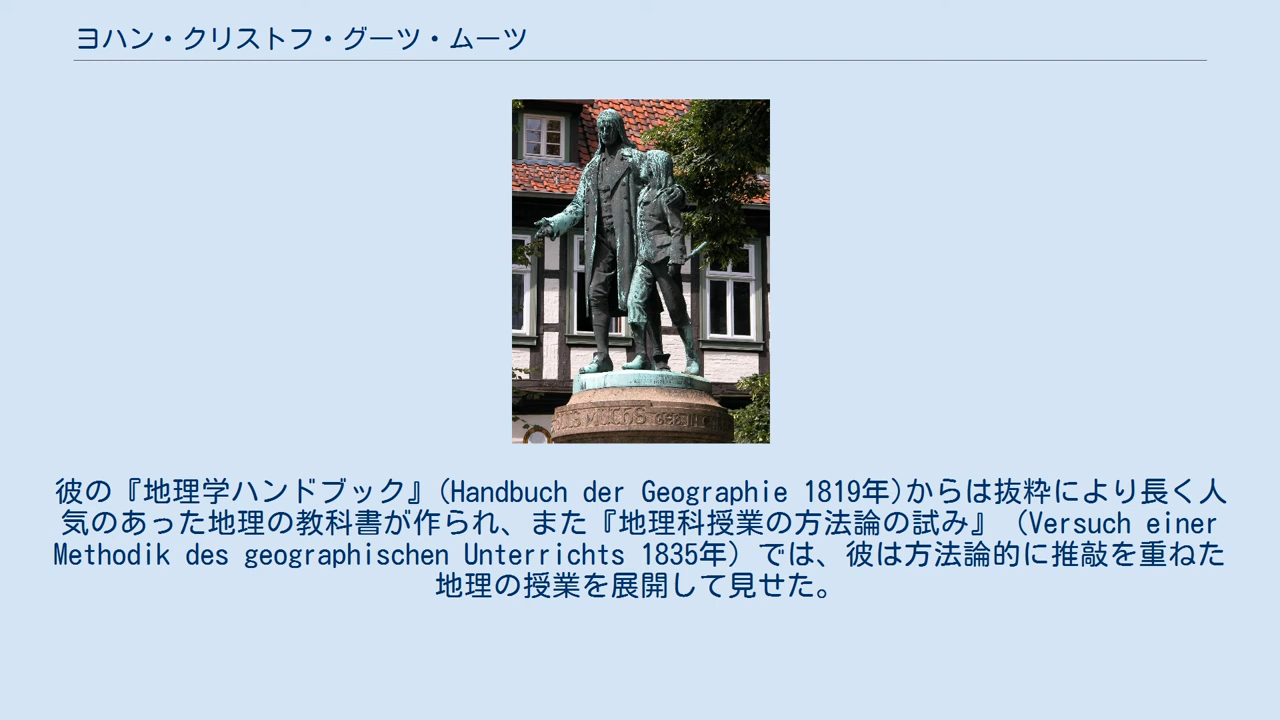 ヨハン・クリストフ・グーツ・ムーツ
MUThS
彼の『地理学ハンドブック』(Handbuch der Geographie 1819年)からは抜粋により長く人
気のあった地理の教科書が作られ、また『地理科授業の方法論の試み』（Versuch einer
Methodik des geographischen Unterrichts 1835年）では、彼は方法論的に推敲を重ねた
地理の授業を展開して見せた。